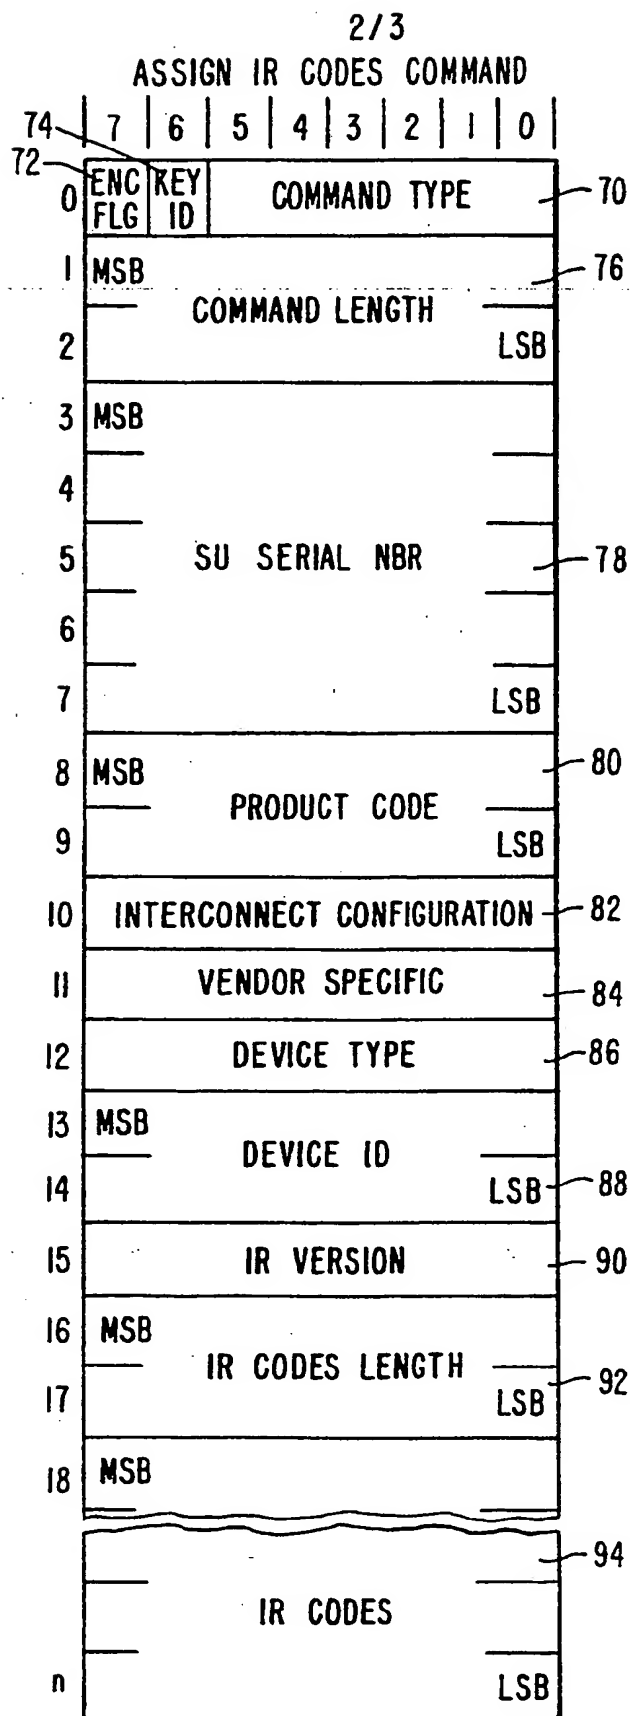 2/3
ASSIGN IR CODES COMMAND
7 6 5 4 3 2 1 0
74
72
0 ENC FLG KEY ID COMMAND TYPE 70
1 MSB 76
COMMAND LENGTH
2 LSB
3 MSB
4
5 SU SERIAL NBR 78
6
7 LSB
8 MSB 80
PRODUCT CODE
9 LSB
10 INTERCONNECT CONFIGURATION 82
11 VENDOR SPECIFIC 84
12 DEVICE TYPE 86
13 MSB
DEVICE ID
14 LSB 88
15 IR VERSION 90
16 MSB
IR CODES LENGTH 92
17 LSB
18 MSB
94
IR CODES
n LSB